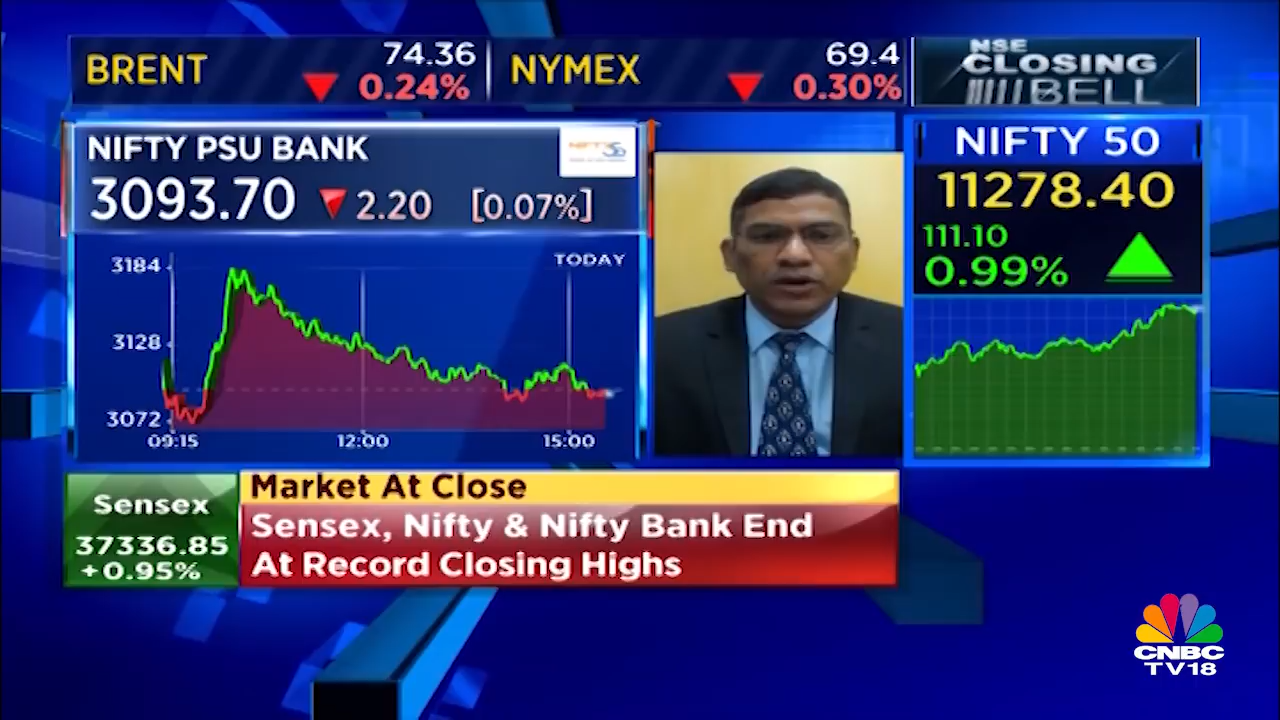 BRENT
74.36
▼ 0.24%
NYMEX
69.4
▼ 0.30%
NSE
CLOSING
BELL
NIFTY PSU BANK
3093.70 ▼ 2.20 [0.07%]
TODAY
3184
3128
3072
09:15 12:00 15:00
NIFTY 50
11278.40
111.10
0.99%
Sensex
37336.85
+0.95%
Market At Close
Sensex, Nifty & Nifty Bank End
At Record Closing Highs
CNBC
TV18